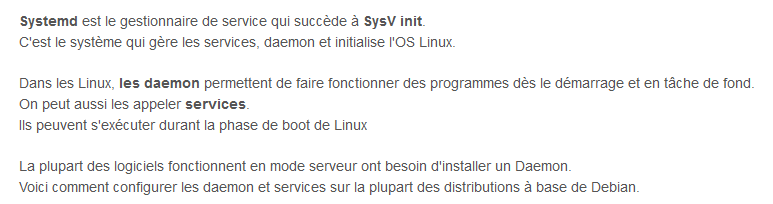 Systemd est le gestionnaire de service qui succède à SysV init.
C'est le système qui gère les services, daemon et initialise l'OS Linux.
Dans les Linux, les daemon permettent de faire fonctionner des programmes dès le démarrage et en tâche de fond.
On peut aussi les appeler services.
Ils peuvent s'exécuter durant la phase de boot de Linux
La plupart des logiciels fonctionnent en mode serveur ont besoin d'installer un Daemon.
Voici comment configurer les daemon et services sur la plupart des distributions à base de Debian.